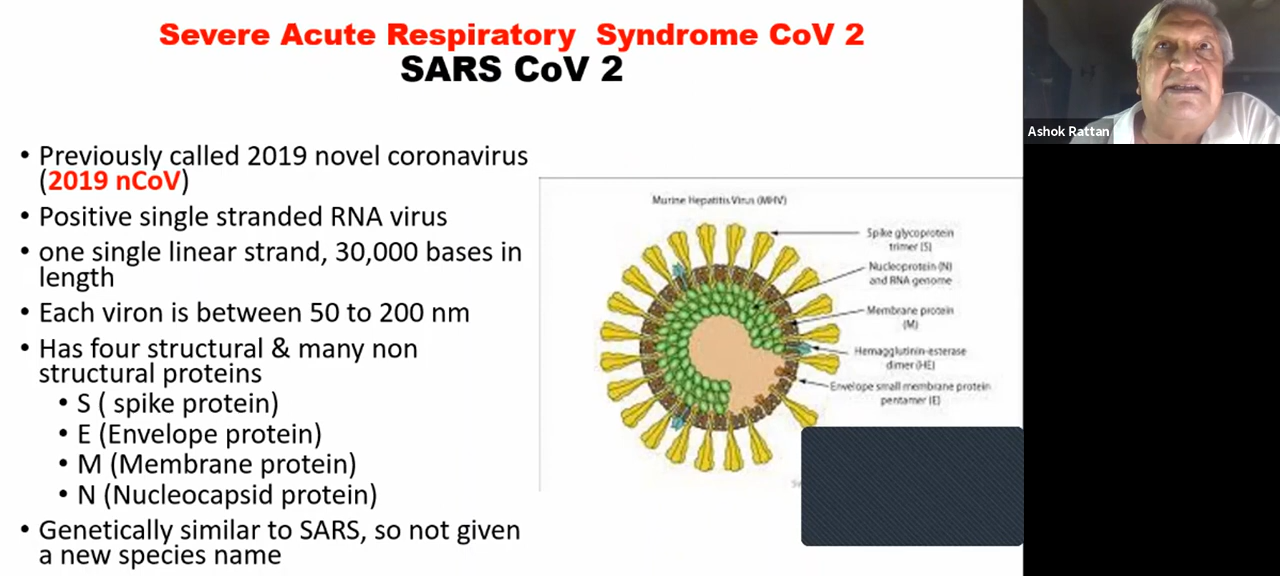 Severe Acute Respiratory Syndrome CoV 2
SARS CoV 2
• Previously called 2019 novel coronavirus
(2019 nCoV)
• Positive single stranded RNA virus
• one single linear strand, 30,000 bases in
length
• Each viron is between 50 to 200 nm
• Has four structural & many non
structural proteins
• S ( spike protein)
• E (Envelope protein)
• M (Membrane protein)
• N (Nucleocapsid protein)
• Genetically similar to SARS, so not given
a new species name
Murine Hepatitis Virus (MHV)
Spike glycoprotein
trimer (S)
Nucleoprotein (N)
and RNA genome
Membrane protein
(M)
Hemagglutinin-esterase
dimer (HE)
Envelope small membrane protein
pentamer (E)
Ashok Rattan